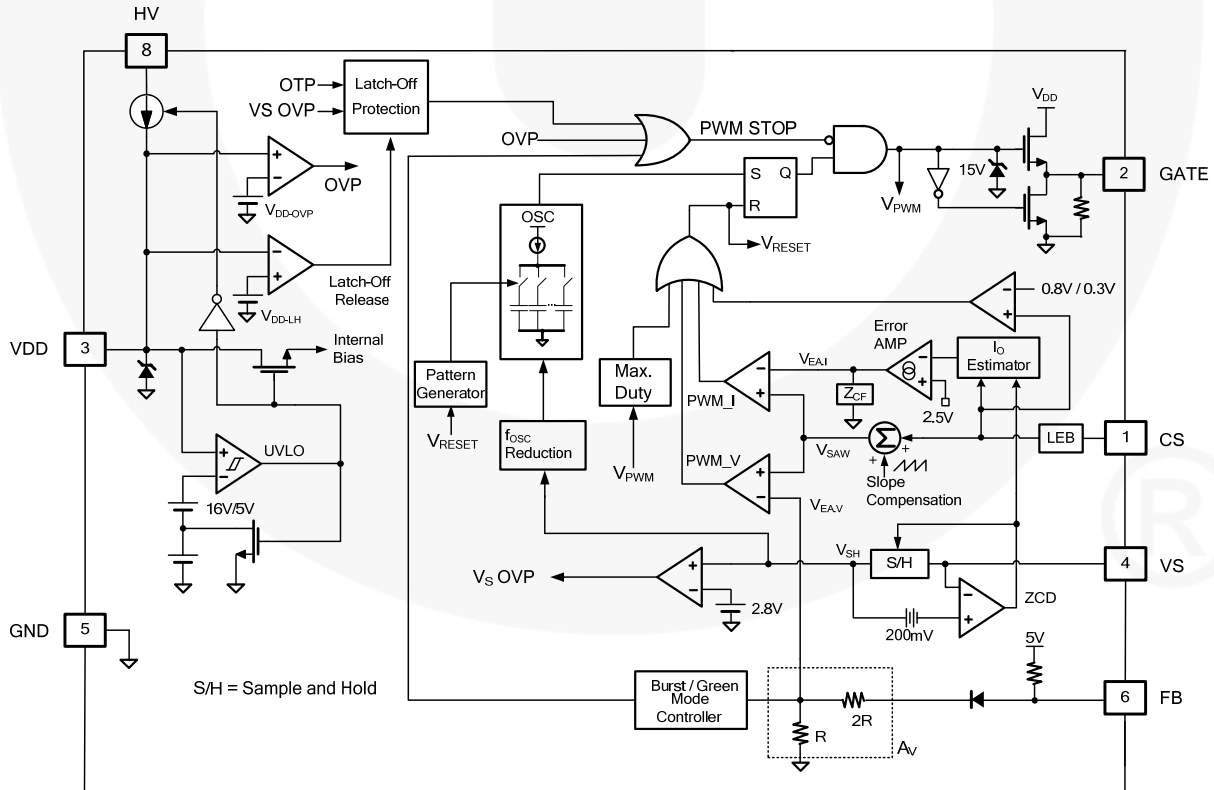 HV
8
OTP
VS OVP
Latch-Off
Protection
OVP
PWM STOP
VDD
15V
2
GATE
VPWM
S
Q
R
VRESET
OVP
VDD-OVP
Latch-Off
Release
VDD-LH
OSC
...
0.8V / 0.3V
VDD
3
Internal
Bias
Pattern
Generator
VRESET
fOSC
Reduction
Max.
Duty
VPWM
PWM_I
VEA.I
ZCF
Error
AMP
2.5V
IO
Estimator
LEB
1
CS
UVLO
16V/5V
PWM_V
VSAW
Σ
+
+
Slope
Compensation
VEA.V
VS OVP
2.8V
VSH
S/H
4
VS
ZCD
200mV
GND
5
S/H = Sample and Hold
5V
Burst / Green
Mode
Controller
2R
R
AV
6
FB
®